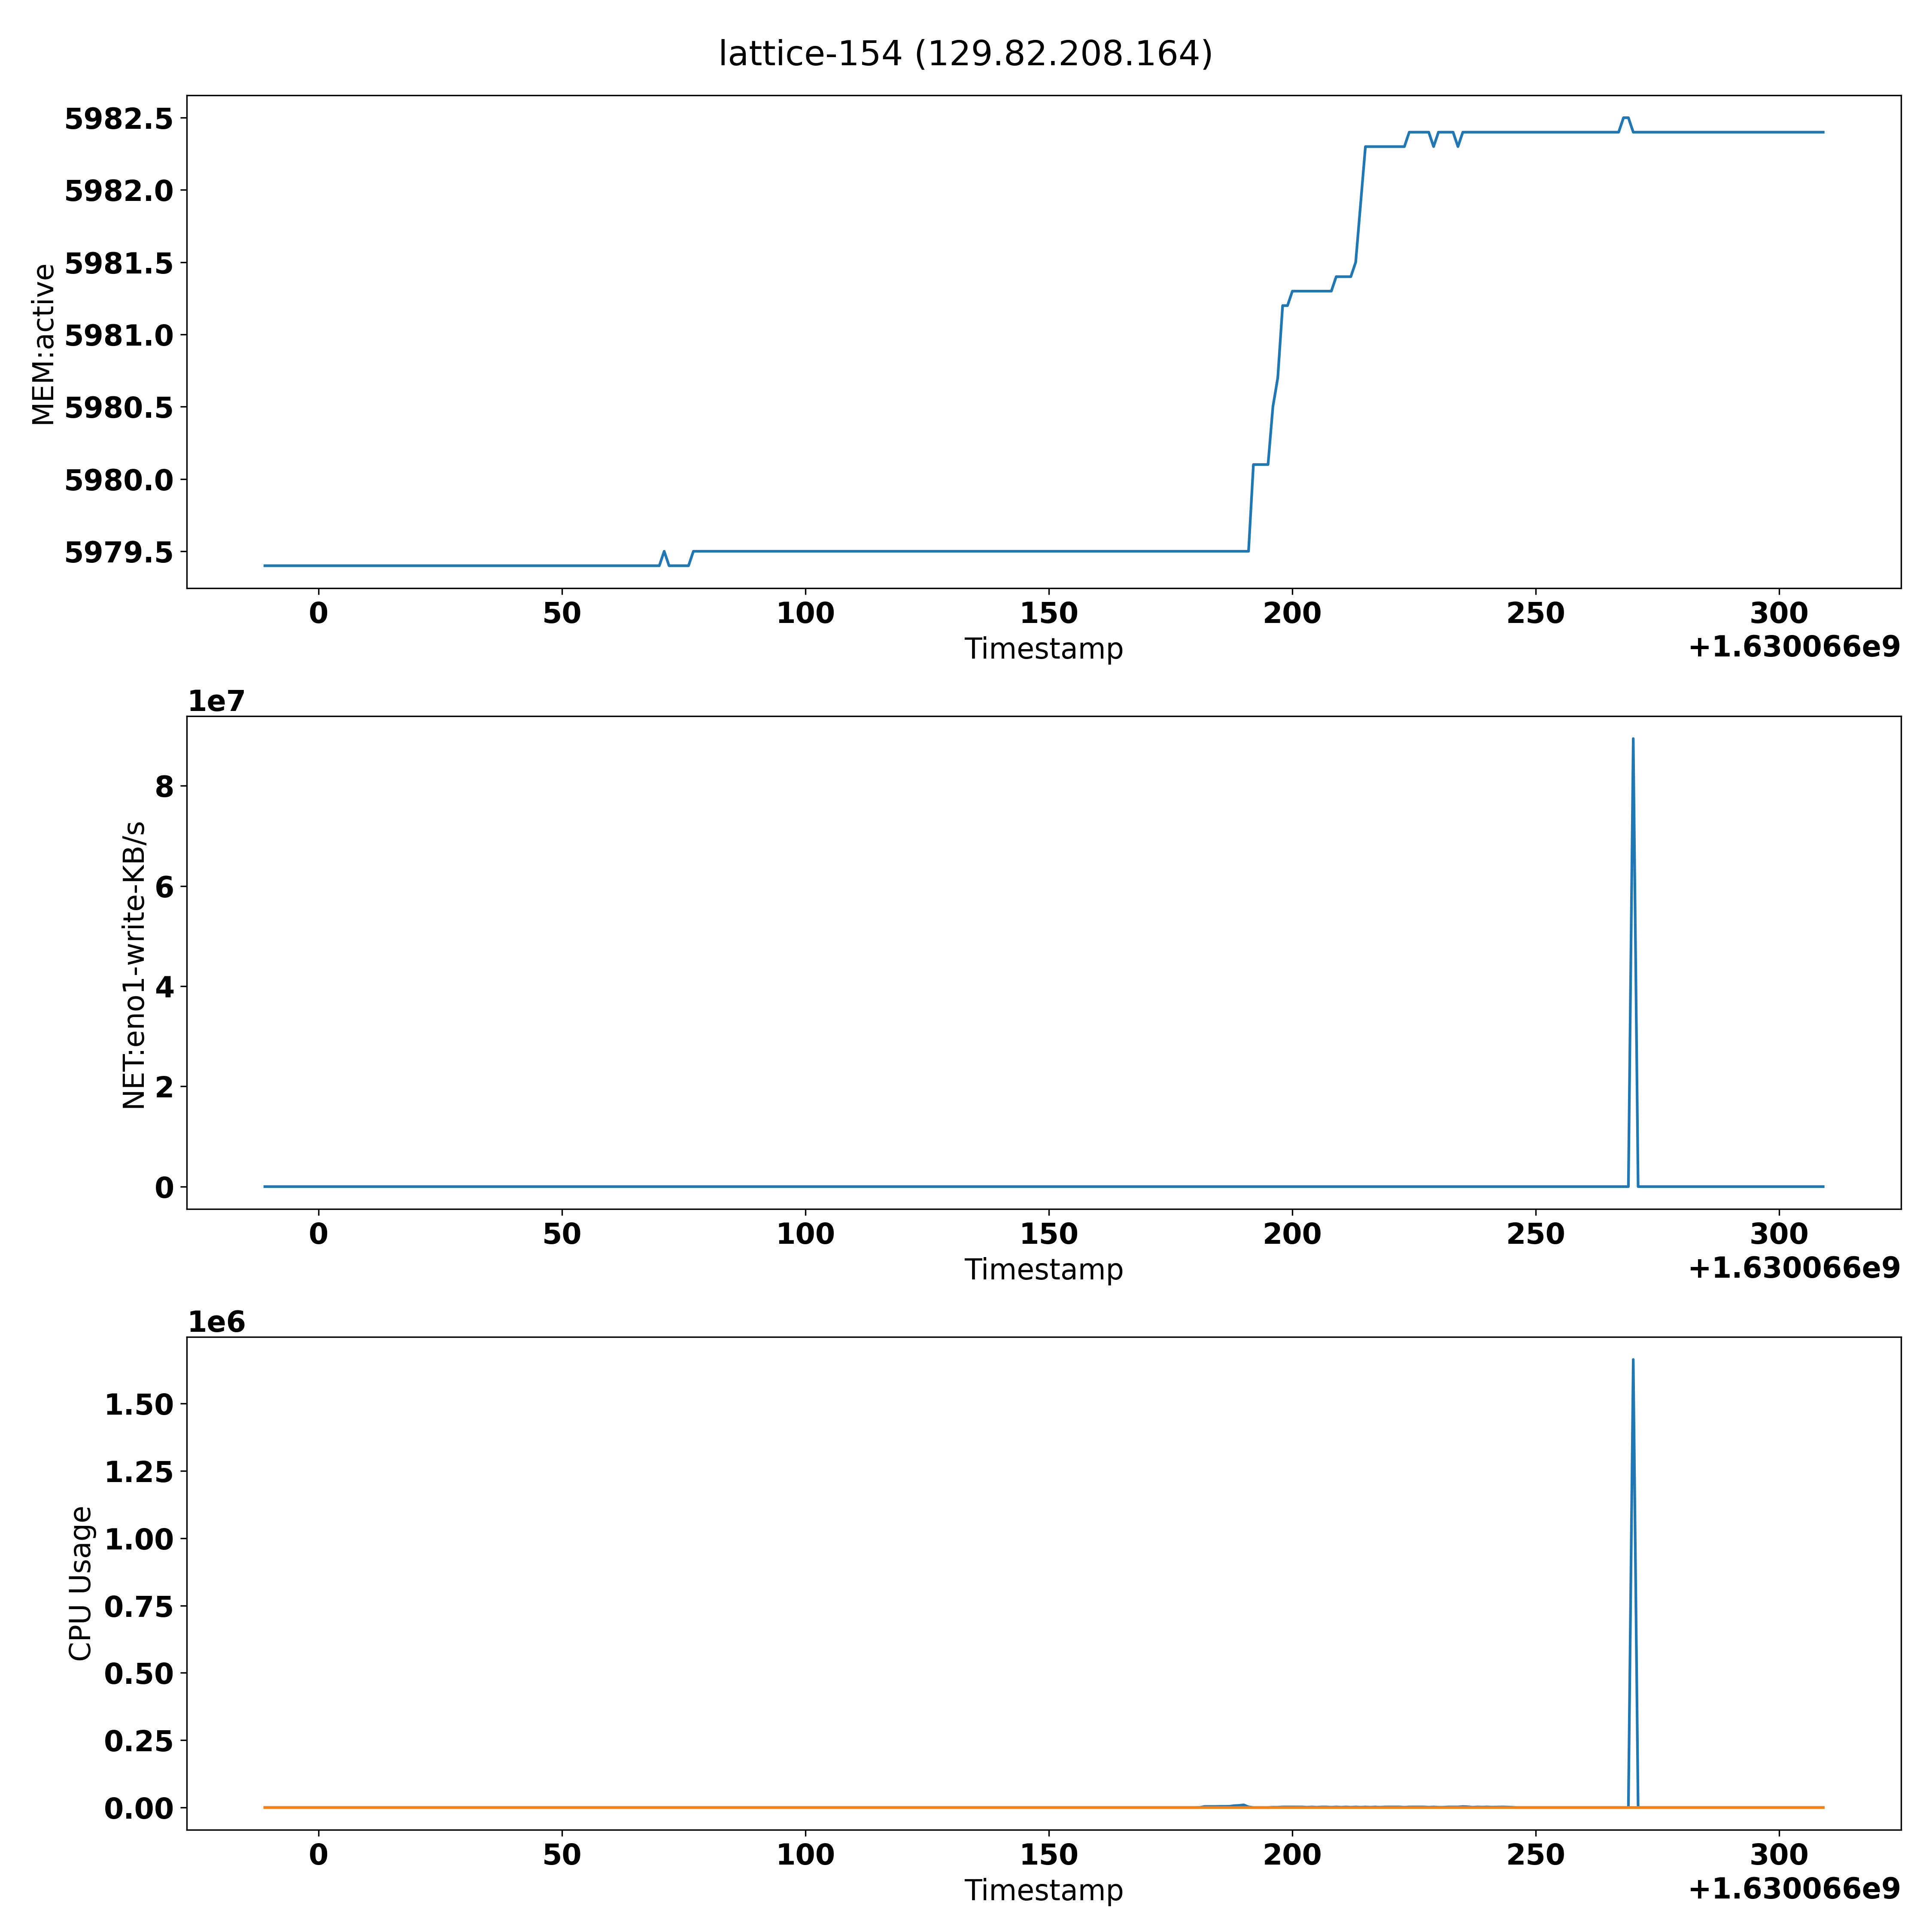 lattice-154 (129.82.208.164)
5982.5
5982.0
5981.5
5981.0
5980.5
5980.0
5979.5
MEM:active
0 50 100 150 200 250 300
Timestamp
+1.630066e9
1e7
8
6
4
2
0
NET:eno1-write-KB/s
0 50 100 150 200 250 300
Timestamp
+1.630066e9
1e6
1.50
1.25
1.00
0.75
0.50
0.25
0.00
CPU Usage
0 50 100 150 200 250 300
Timestamp
+1.630066e9